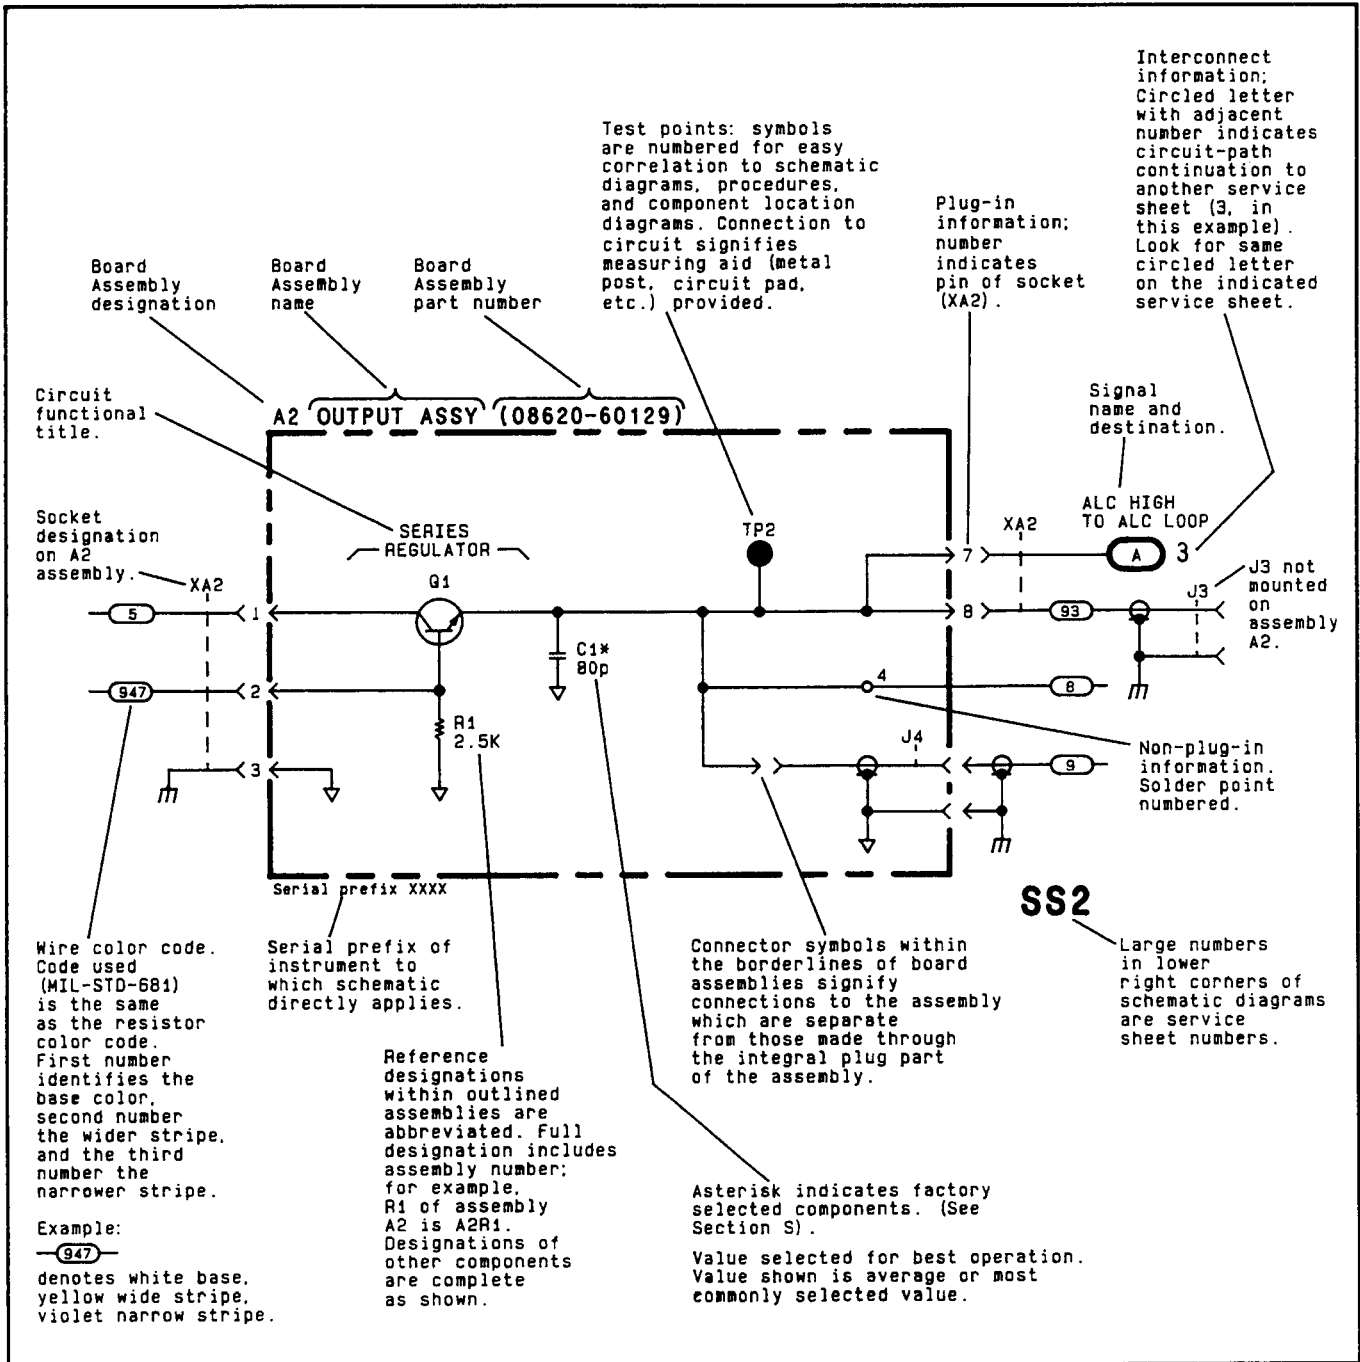 Interconnect
information;
Circled letter
with adjacent
number indicates
circuit-path
continuation to
another service
sheet (3, in
this example).
Look for same
circled letter
on the indicated
service sheet.
Test points: symbols
are numbered for easy
correlation to schematic
diagrams, procedures,
and component location
diagrams. Connection to
circuit signifies
measuring aid (metal
post, circuit pad,
etc.) provided.
Plug-in
information;
number
indicates
pin of socket
(XA2).
Board
Assembly
designation
Board
Assembly
name
Board
Assembly
part number
Circuit
functional
title.
A2 OUTPUT ASSY (08620-60129)
Signal
name and
destination.
Socket
designation
on A2
assembly.
XA2
SERIES
REGULATOR
Q1
TP2
7
XA2
ALC HIGH
TO ALC LOOP
A 3
J3 not
mounted
on
assembly
A2.
5
1
8
93
J3
C1*
80p
947
2
4
8
R1
2.5K
J4
3
9
Non-plug-in
information.
Solder point
numbered.
Serial prefix XXXX
SS2
Wire color code.
Code used
(MIL-STD-681)
is the same
as the resistor
color code.
First number
identifies the
base color,
second number
the wider stripe,
and the third
number the
narrower stripe.
Example:
947
denotes white base,
yellow wide stripe,
violet narrow stripe.
Serial prefix of
instrument to
which schematic
directly applies.
Reference
designations
within outlined
assemblies are
abbreviated. Full
designation includes
assembly number;
for example,
R1 of assembly
A2 is A2R1.
Designations of
other components
are complete
as shown.
Connector symbols within
the borderlines of board
assemblies signify
connections to the assembly
which are separate
from those made through
the integral plug part
of the assembly.
Large numbers
in lower
right corners of
schematic diagrams
are service
sheet numbers.
Asterisk indicates factory
selected components. (See
Section S).
Value selected for best operation.
Value shown is average or most
commonly selected value.